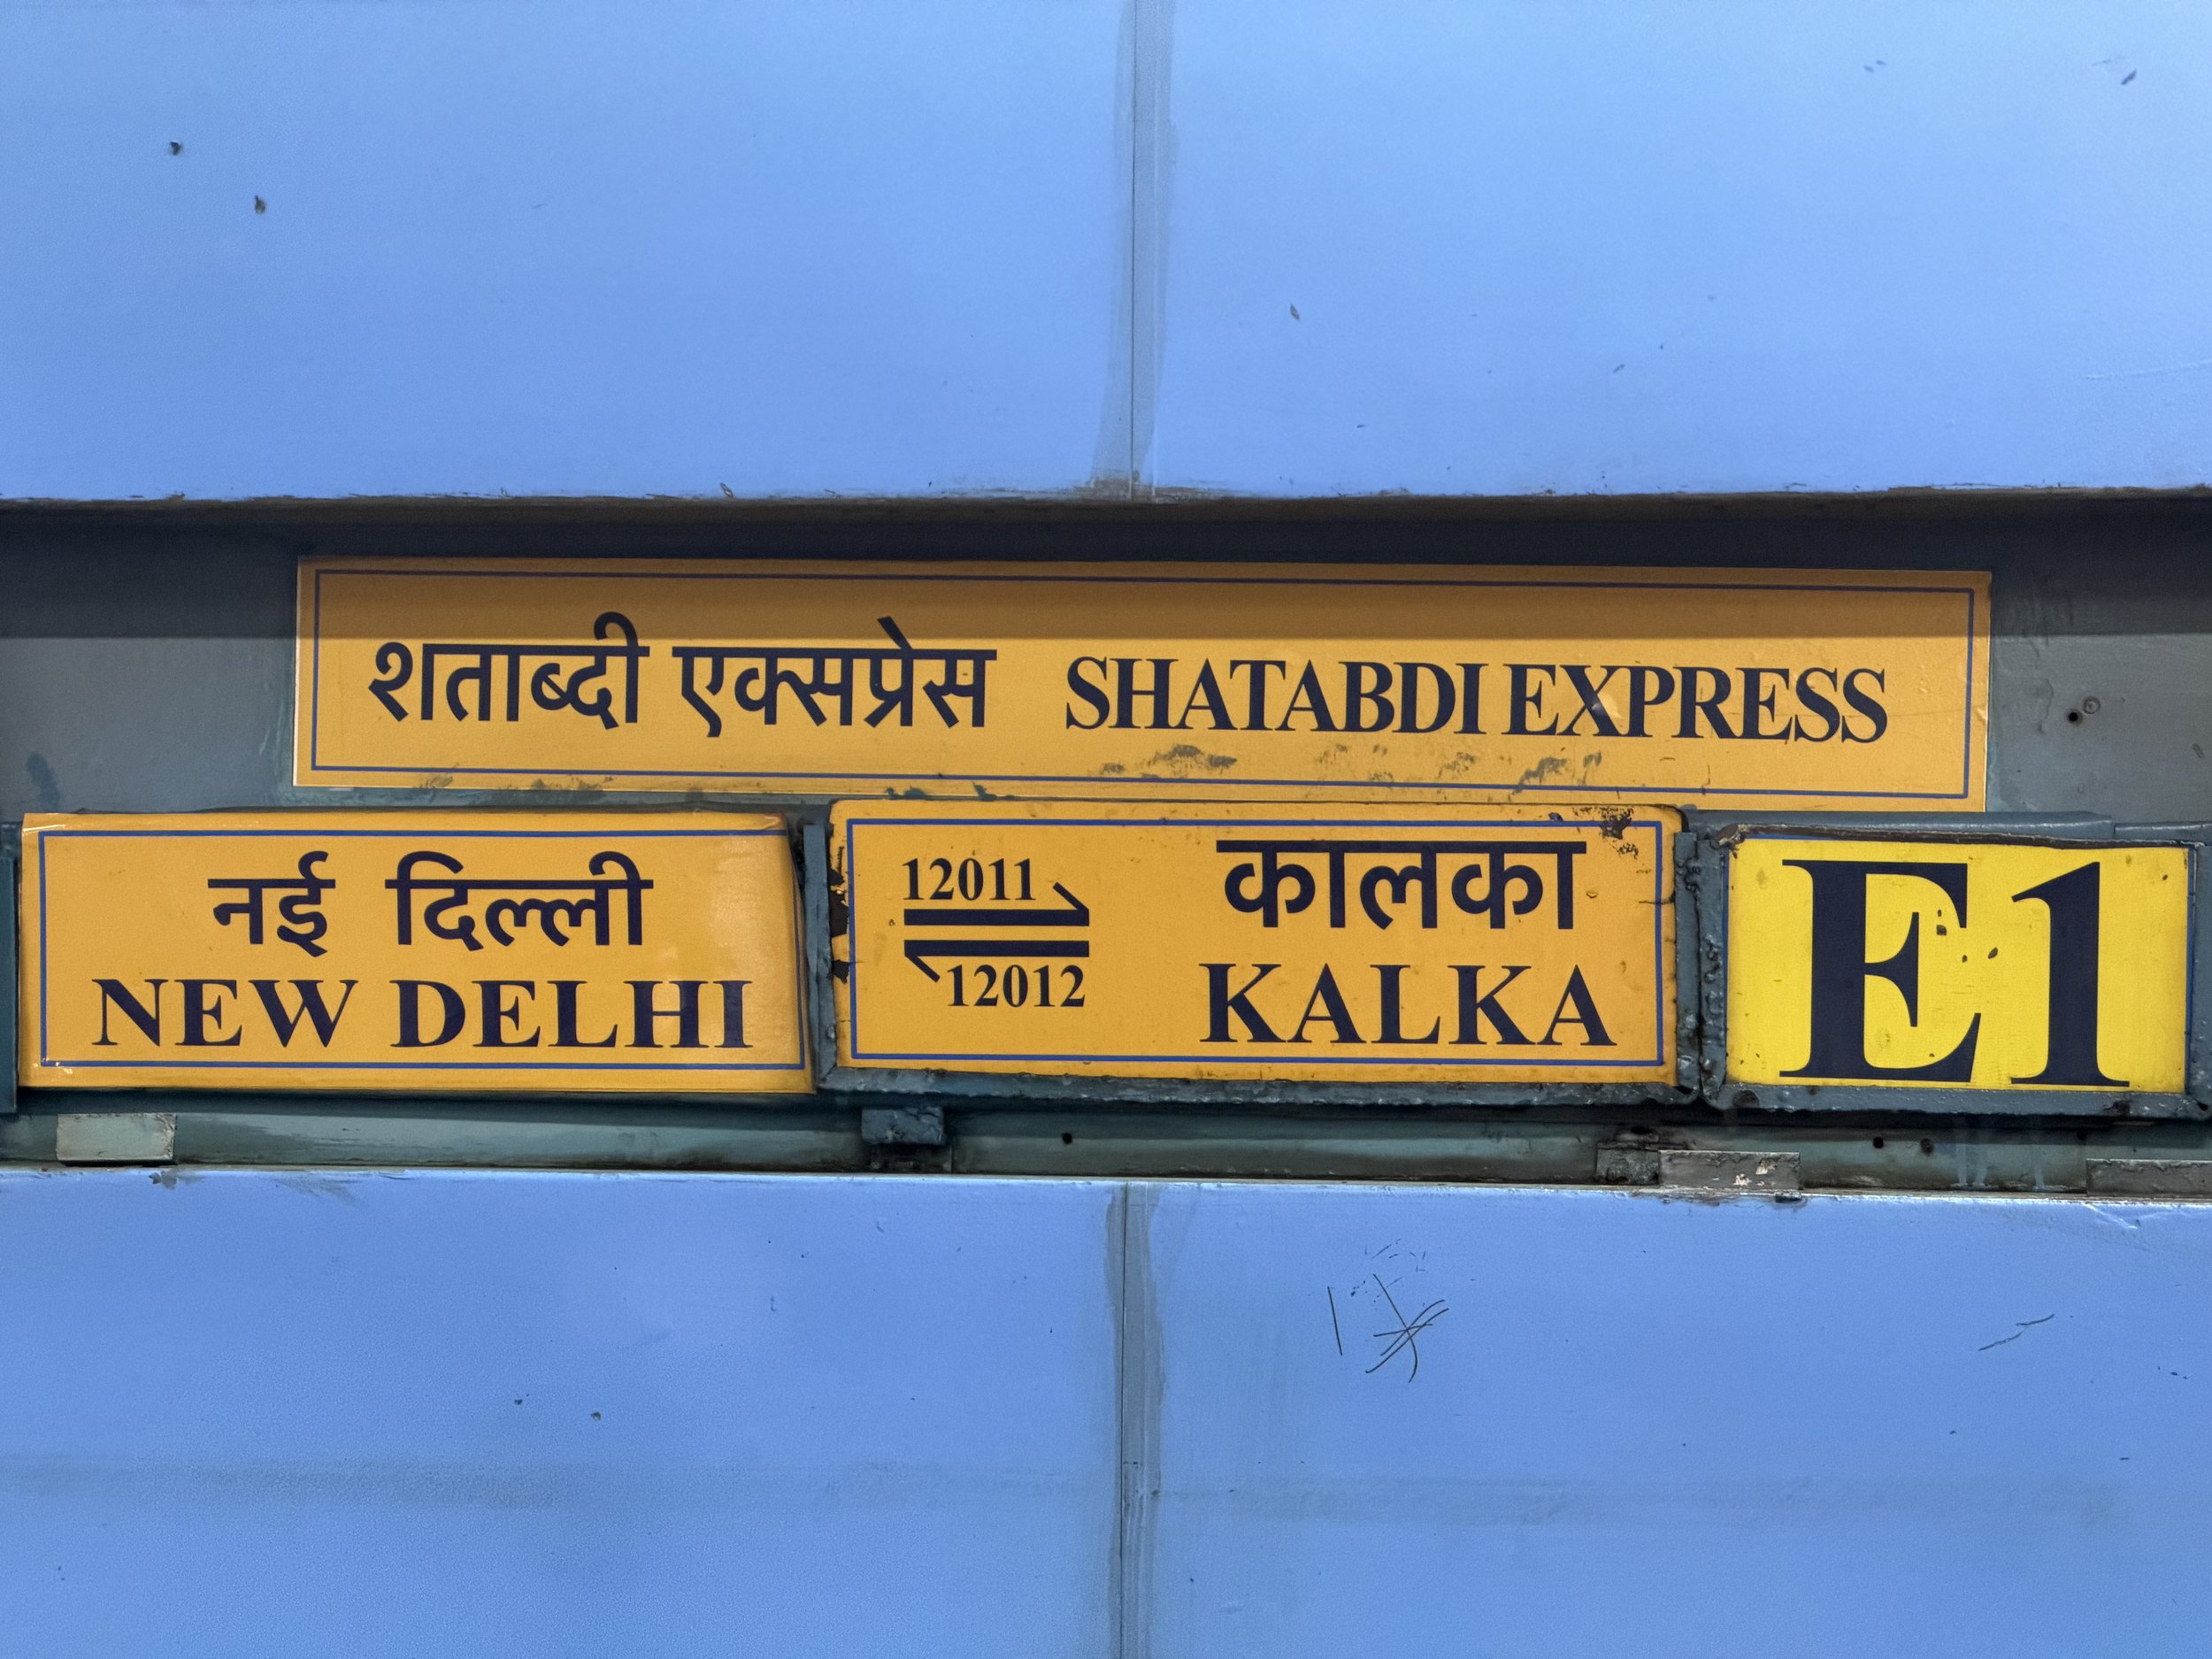 शताब्दी एक्सप्रेस SHATABDI EXPRESS
नई दिल्ली
NEW DELHI
12011
12012
कालका
KALKA
E1